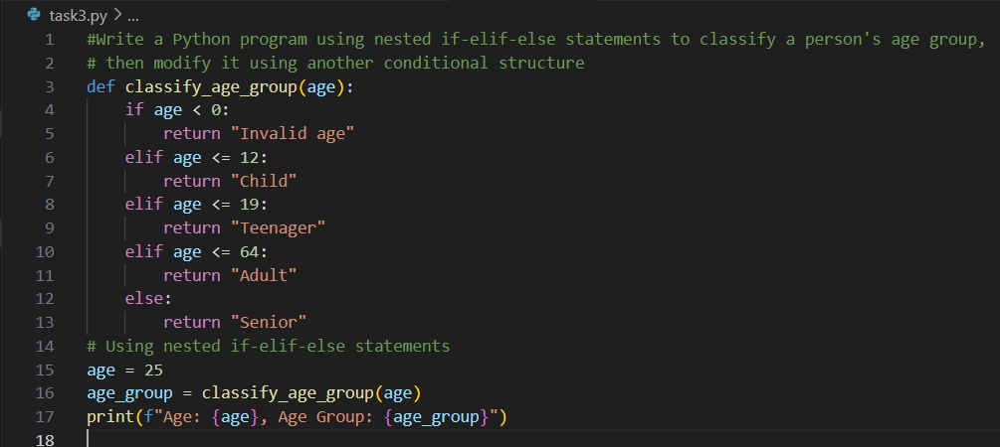 task3.py > ...
1 #Write a Python program using nested if-elif-else statements to classify a person's age group,
2 # then modify it using another conditional structure
3 def classify_age_group(age):
4     if age < 0:
5         return "Invalid age"
6     elif age <= 12:
7         return "Child"
8     elif age <= 19:
9         return "Teenager"
10     elif age <= 64:
11         return "Adult"
12     else:
13         return "Senior"
14 # Using nested if-elif-else statements
15 age = 25
16 age_group = classify_age_group(age)
17 print(f"Age: {age}, Age Group: {age_group}")
18